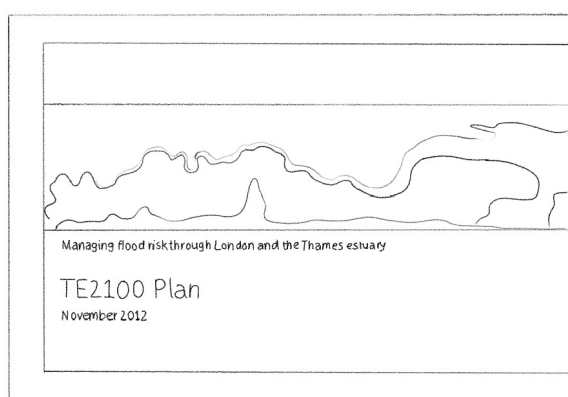 Managing flood risk through London and the Thames estuary
TE2100 Plan
November 2012